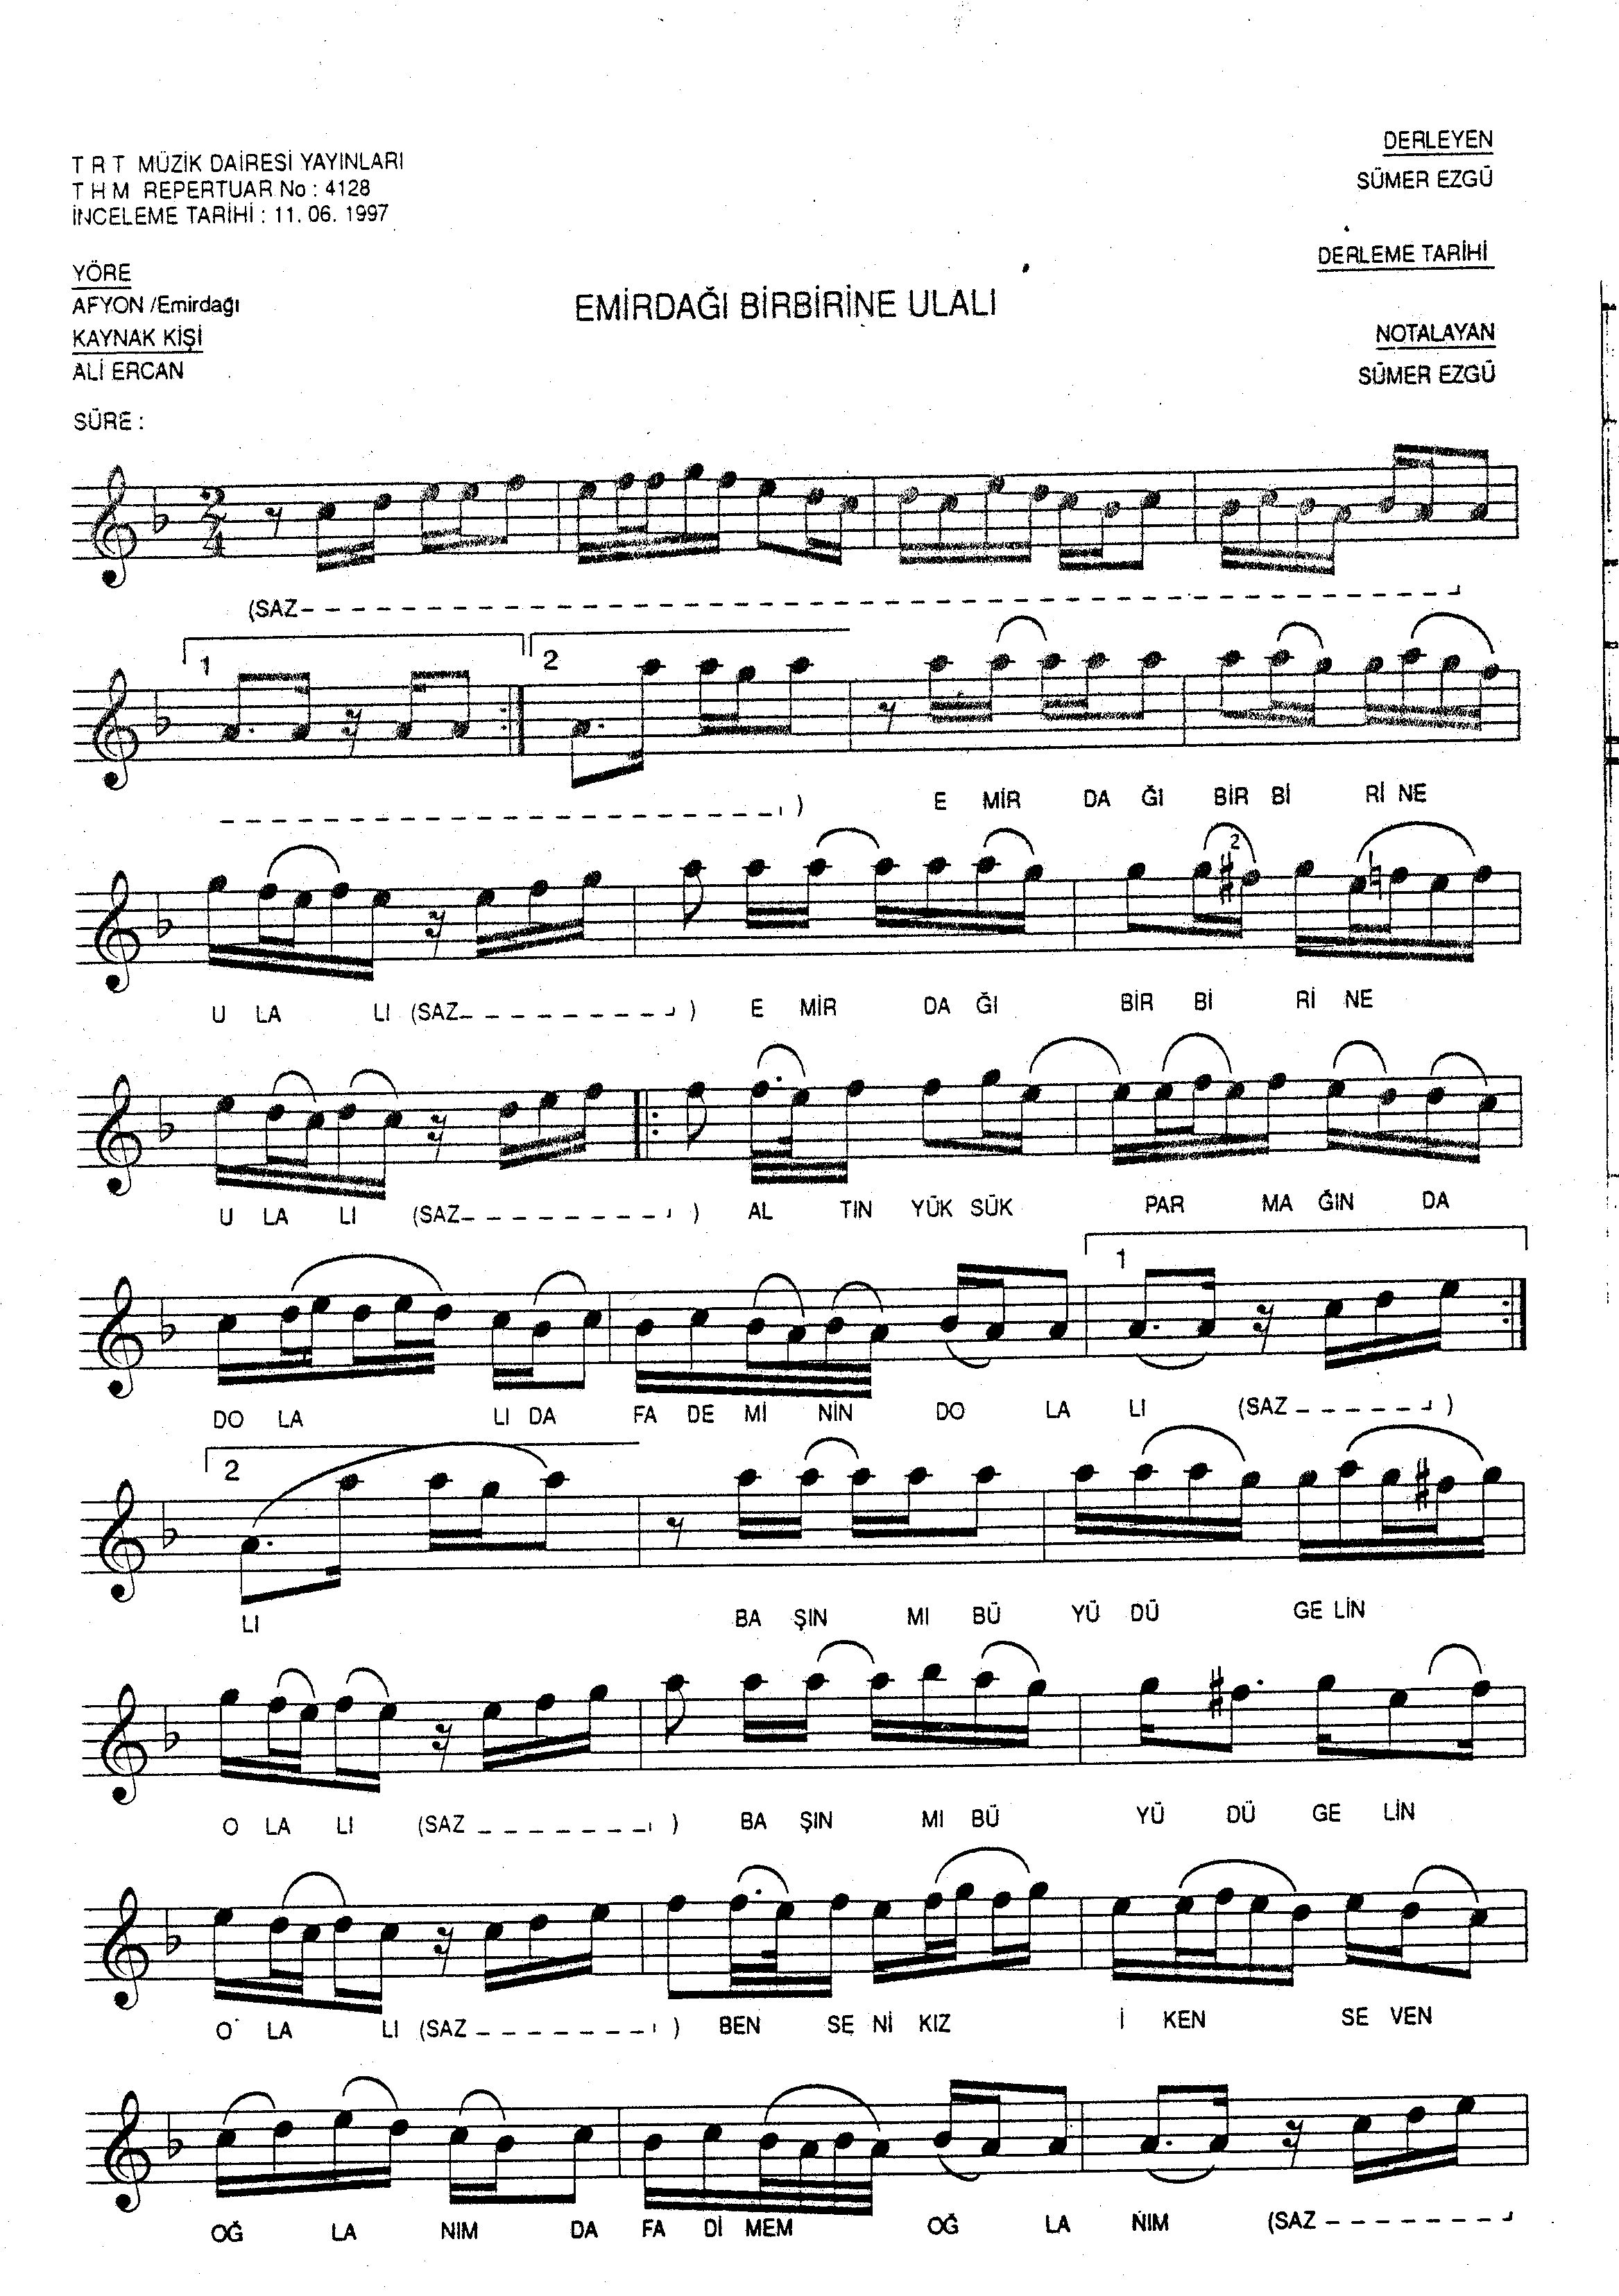 T R T MÜZİK DAİRESİ YAYINLARI
T H M REPERTUAR No : 4128
İNCELEME TARİHİ : 11. 06. 1997
DERLEYEN
SÜMER EZGÜ
DERLEME TARİHİ
YÖRE
AFYON /Emirdağı
KAYNAK KİŞİ
ALİ ERCAN
EMİRDAĞI BİRBİRİNE ULALI
NOTALAYAN
SÜMER EZGÜ
SÜRE :
2
4
(SAZ
1 2
) E MİR DA ĞI BİR Bİ Rİ NE
2
U LA LI (SAZ ) E MİR DA ĞI BİR Bİ Rİ NE
U LA LI (SAZ ) AL TIN YÜK SÜK PAR MA ĞIN DA
1
DO LA LI DA FA DE Mİ NİN DO LA LI (SAZ )
2
LI BA ŞIN MI BÜ YÜ DÜ GE LİN
O LA LI (SAZ ) BA ŞIN MI BÜ YÜ DÜ GE LİN
O LA LI (SAZ ) BEN SE Nİ KIZ İ KEN SE VEN
OĞ LA NIM DA FA Dİ MEM OĞ LA NIM (SAZ